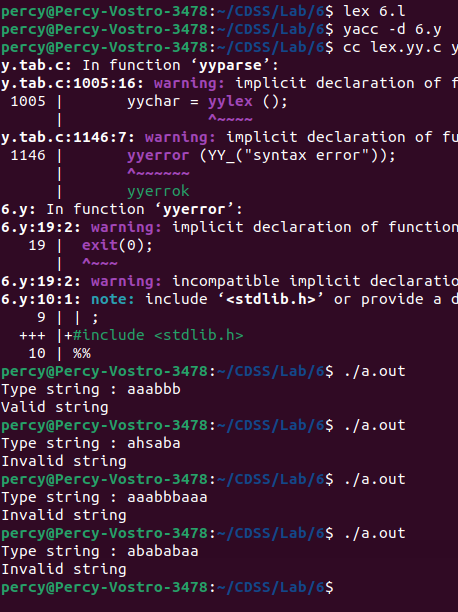 percy@Percy-Vostro-3478:~/CDSS/Lab/6$ lex 6.l
percy@Percy-Vostro-3478:~/CDSS/Lab/6$ yacc -d 6.y
percy@Percy-Vostro-3478:~/CDSS/Lab/6$ cc lex.yy.c y
y.tab.c: In function ‘yyparse’:
y.tab.c:1005:16: warning: implicit declaration of f
 1005 |       yychar = yylex ();
      |                ^~~~~
y.tab.c:1146:7: warning: implicit declaration of fu
 1146 |       yyerror (YY_("syntax error"));
      |       ^~~~~~~
      |       yyerrok
6.y: In function ‘yyerror’:
6.y:19:2: warning: implicit declaration of function
   19 |  exit(0);
      |  ^~~~
6.y:19:2: warning: incompatible implicit declaratio
6.y:10:1: note: include ‘<stdlib.h>’ or provide a d
    9 | | ;
  +++ |+#include <stdlib.h>
   10 | %%
percy@Percy-Vostro-3478:~/CDSS/Lab/6$ ./a.out
Type string : aaabbb
Valid string
percy@Percy-Vostro-3478:~/CDSS/Lab/6$ ./a.out
Type string : ahsaba
Invalid string
percy@Percy-Vostro-3478:~/CDSS/Lab/6$ ./a.out
Type string : aaabbbaaa
Invalid string
percy@Percy-Vostro-3478:~/CDSS/Lab/6$ ./a.out
Type string : abababaa
Invalid string
percy@Percy-Vostro-3478:~/CDSS/Lab/6$